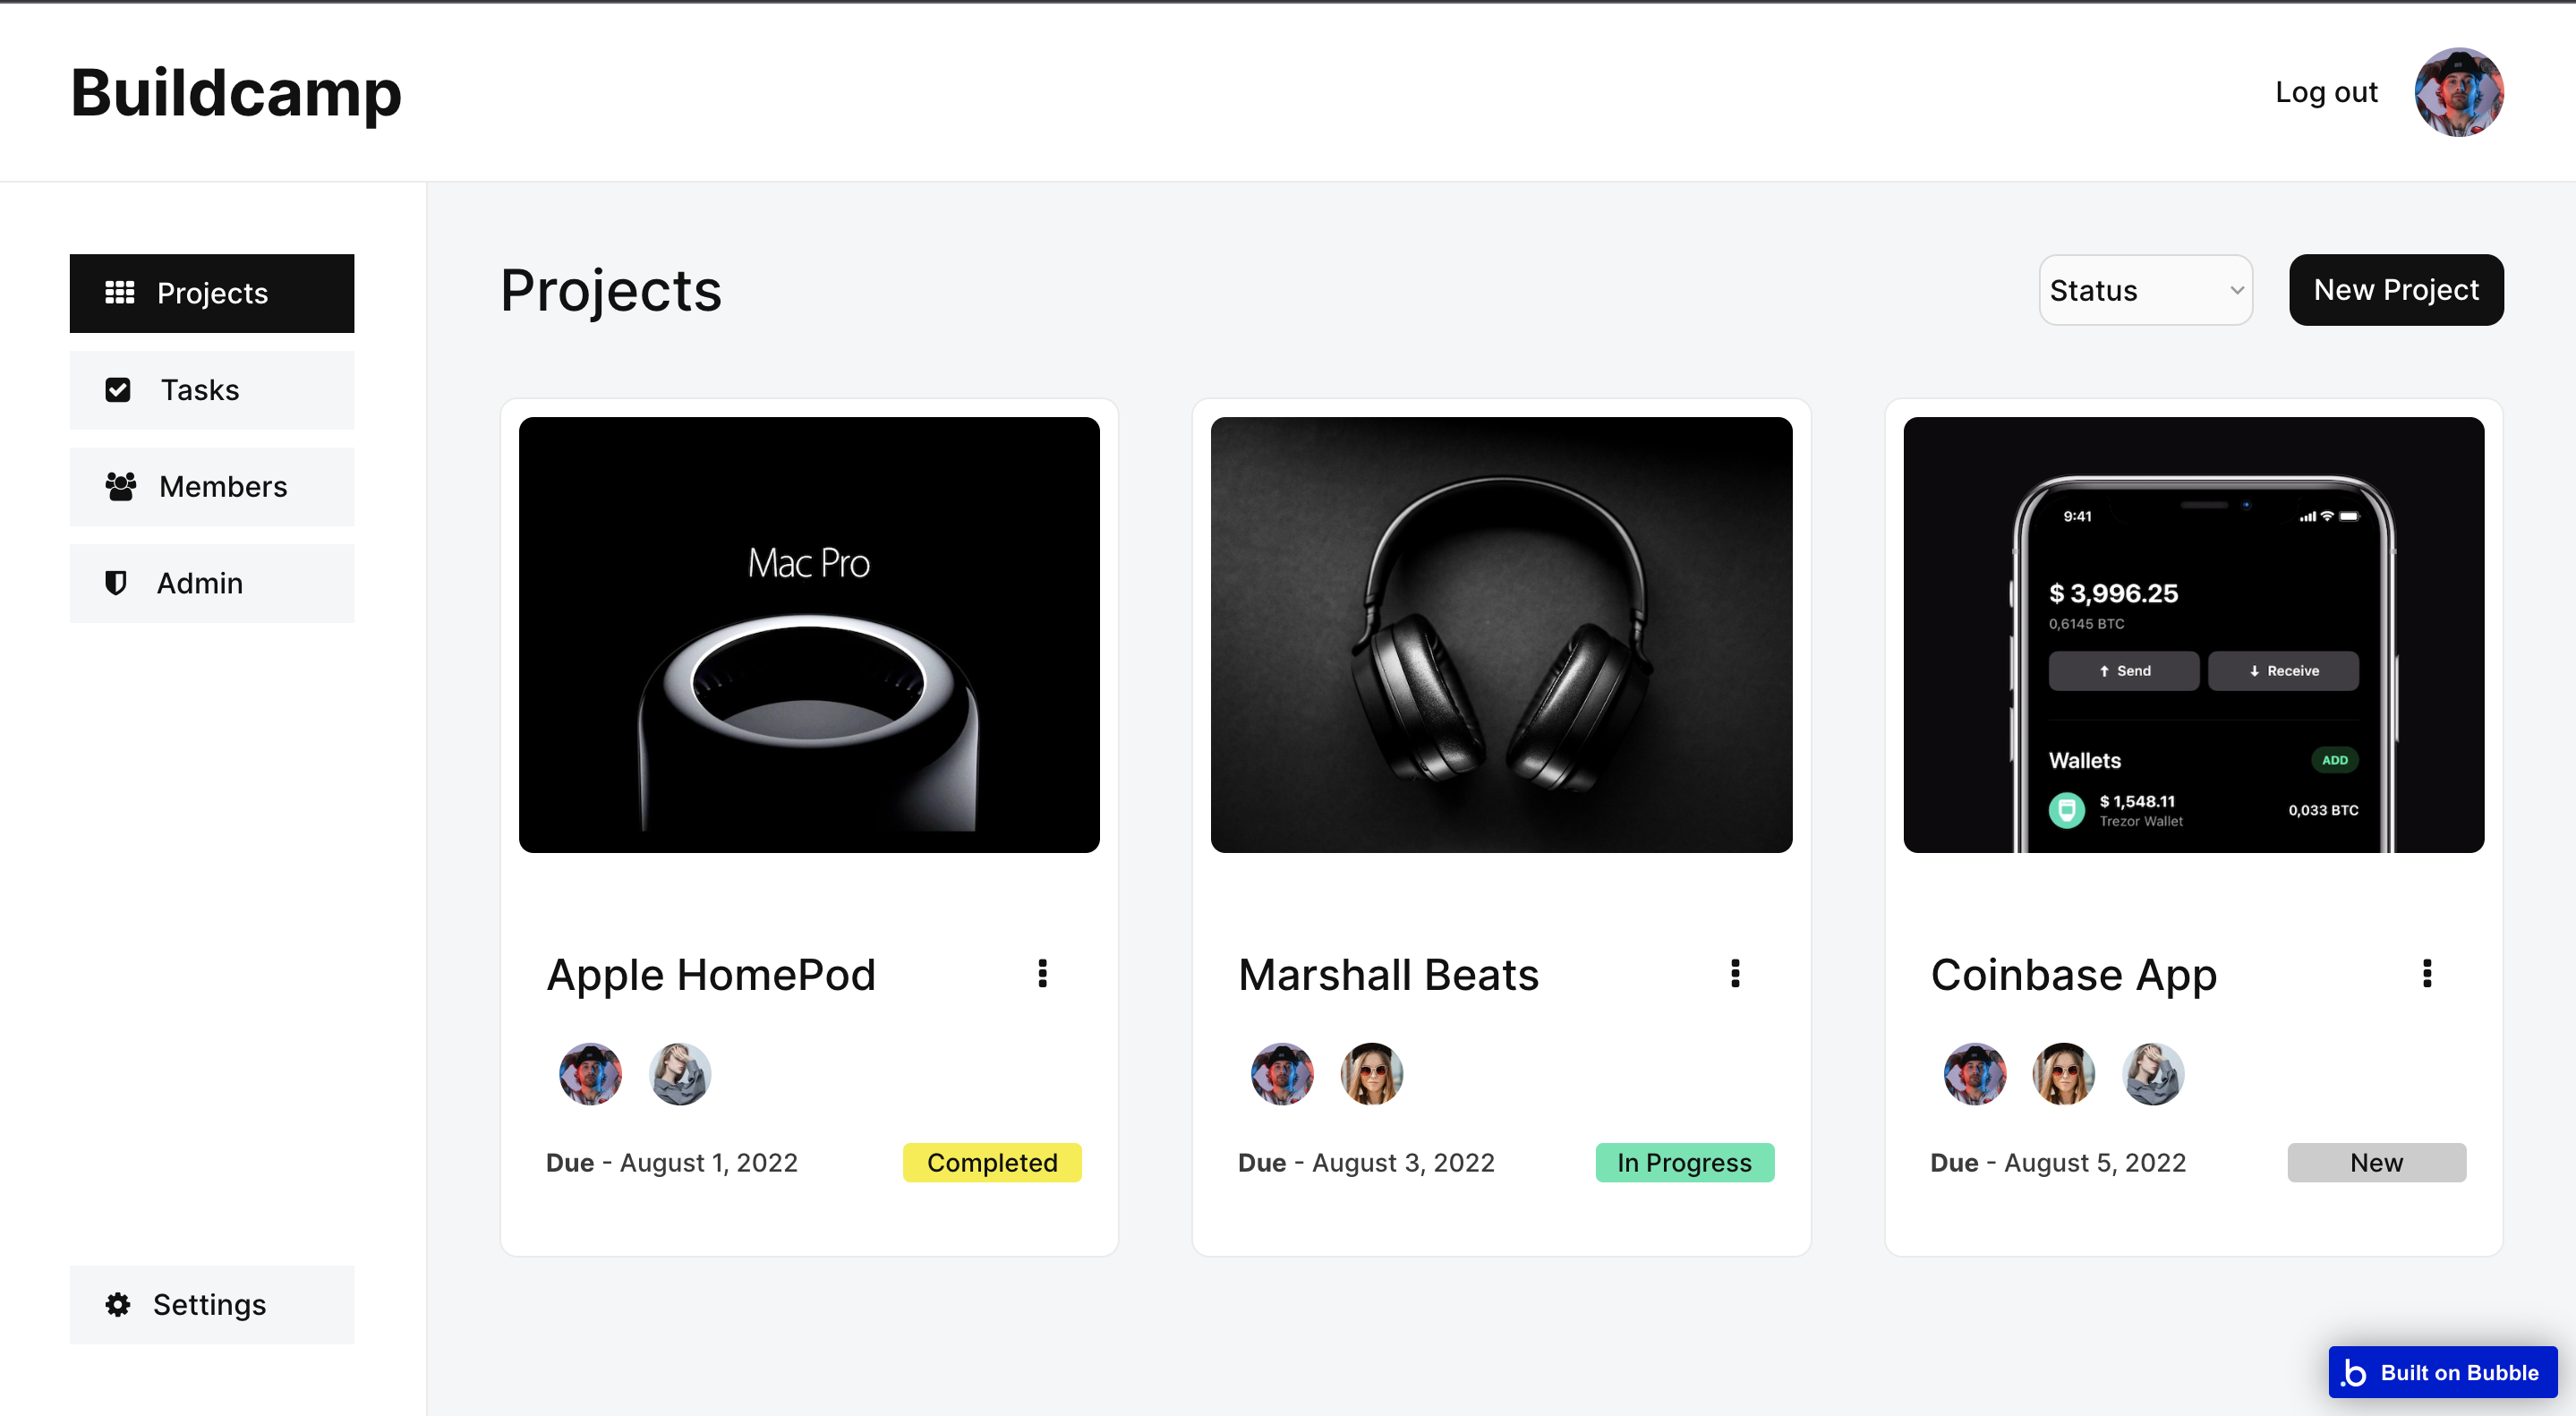 Buildcamp
Log out
Projects
Tasks
Members
Admin
Settings
Projects
Status
New Project
Mac Pro
Apple HomePod
Due - August 1, 2022
Completed
Marshall Beats
Due - August 3, 2022
In Progress
9:41
$ 3,996.25
0,6145 BTC
Send
Receive
Wallets
ADD
$ 1,548.11
Trezor Wallet
0,033 BTC
Coinbase App
Due - August 5, 2022
New
Built on Bubble